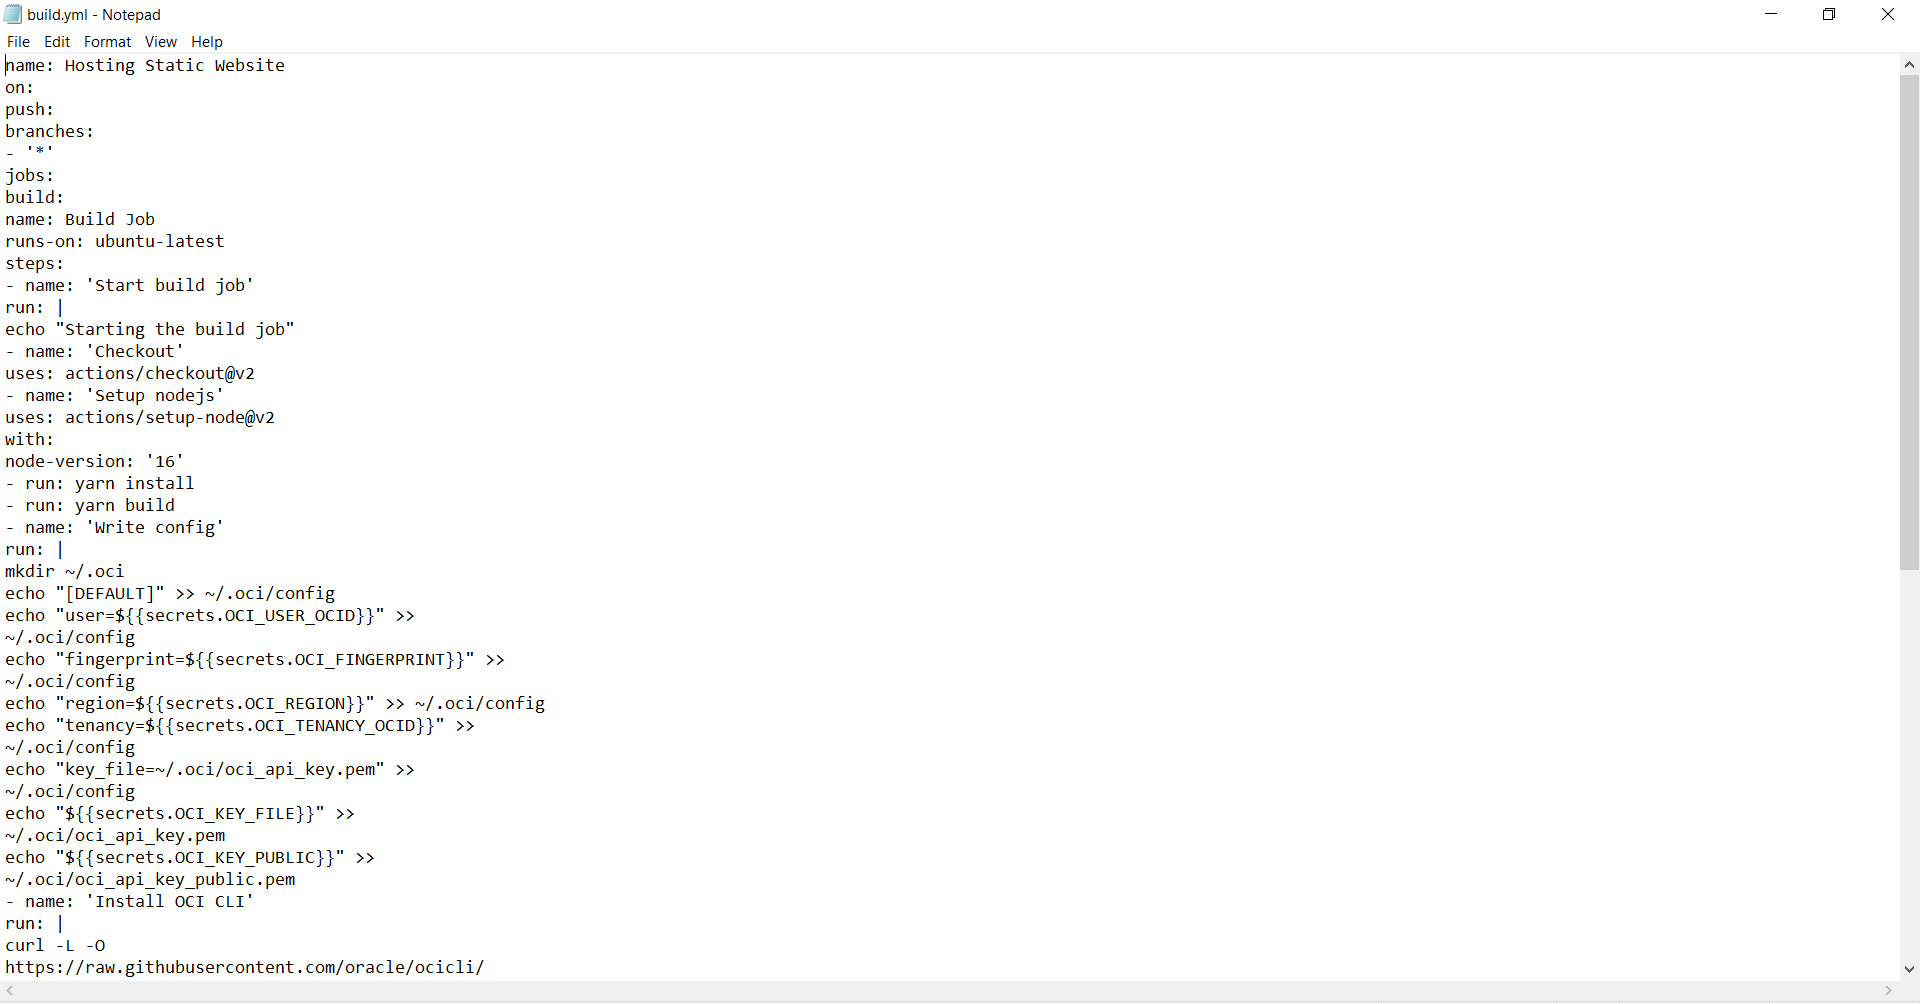 build.yml - Notepad
File Edit Format View Help
name: Hosting Static Website
on:
push:
branches:
- '*'
jobs:
build:
name: Build Job
runs-on: ubuntu-latest
steps:
- name: 'Start build job'
run: |
echo "Starting the build job"
- name: 'Checkout'
uses: actions/checkout@v2
- name: 'Setup nodejs'
uses: actions/setup-node@v2
with:
node-version: '16'
- run: yarn install
- run: yarn build
- name: 'Write config'
run: |
mkdir ~/.oci
echo "[DEFAULT]" >> ~/.oci/config
echo "user=${{secrets.OCI_USER_OCID}}" >>
~/.oci/config
echo "fingerprint=${{secrets.OCI_FINGERPRINT}}" >>
~/.oci/config
echo "region=${{secrets.OCI_REGION}}" >> ~/.oci/config
echo "tenancy=${{secrets.OCI_TENANCY_OCID}}" >>
~/.oci/config
echo "key_file=~/.oci/oci_api_key.pem" >>
~/.oci/config
echo "${{secrets.OCI_KEY_FILE}}" >>
~/.oci/oci_api_key.pem
echo "${{secrets.OCI_KEY_PUBLIC}}" >>
~/.oci/oci_api_key_public.pem
- name: 'Install OCI CLI'
run: |
curl -L -O
https://raw.githubusercontent.com/oracle/ocicli/